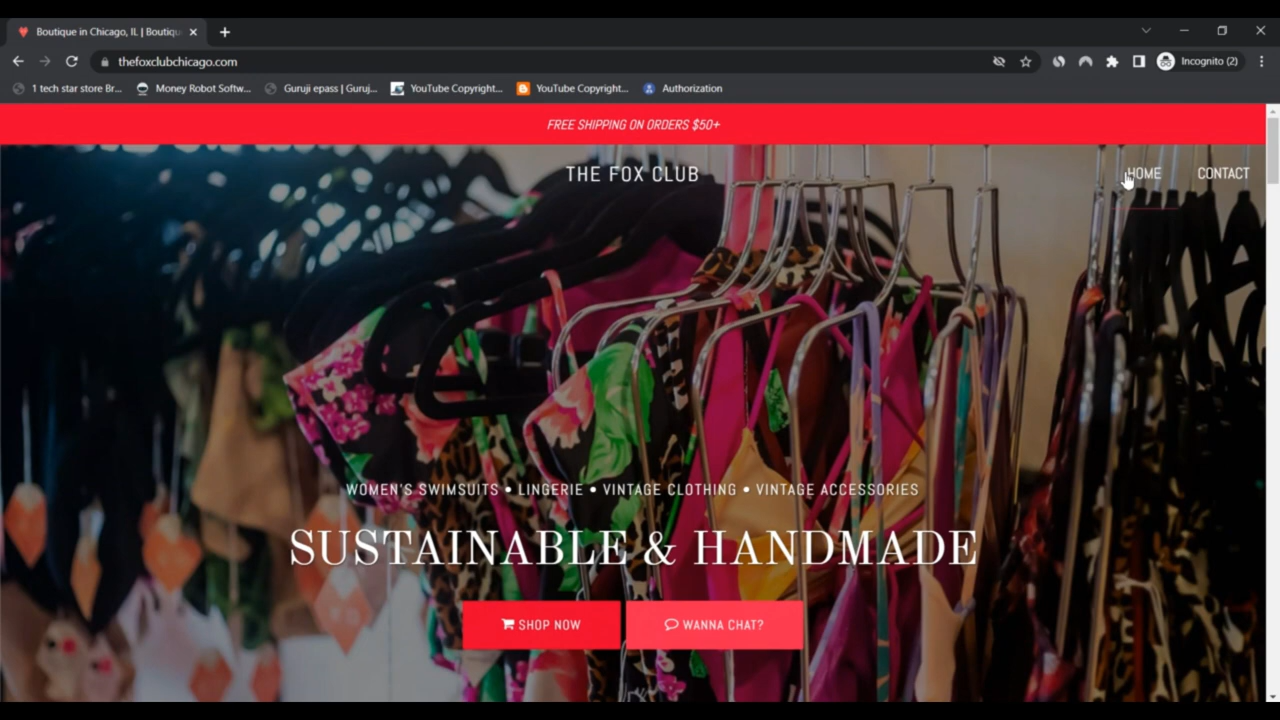 Boutique in Chicago, IL | Boutiqu
thefoxclubchicago.com
Incognito (2)
1 tech star store Br...
Money Robot Softw...
Guruji epass | Guruj...
YouTube Copyright...
YouTube Copyright...
Authorization
FREE SHIPPING ON ORDERS $50+
THE FOX CLUB
HOME
CONTACT
WOMEN'S SWIMSUITS • LINGERIE • VINTAGE CLOTHING • VINTAGE ACCESSORIES
SUSTAINABLE & HANDMADE
SHOP NOW
WANNA CHAT?